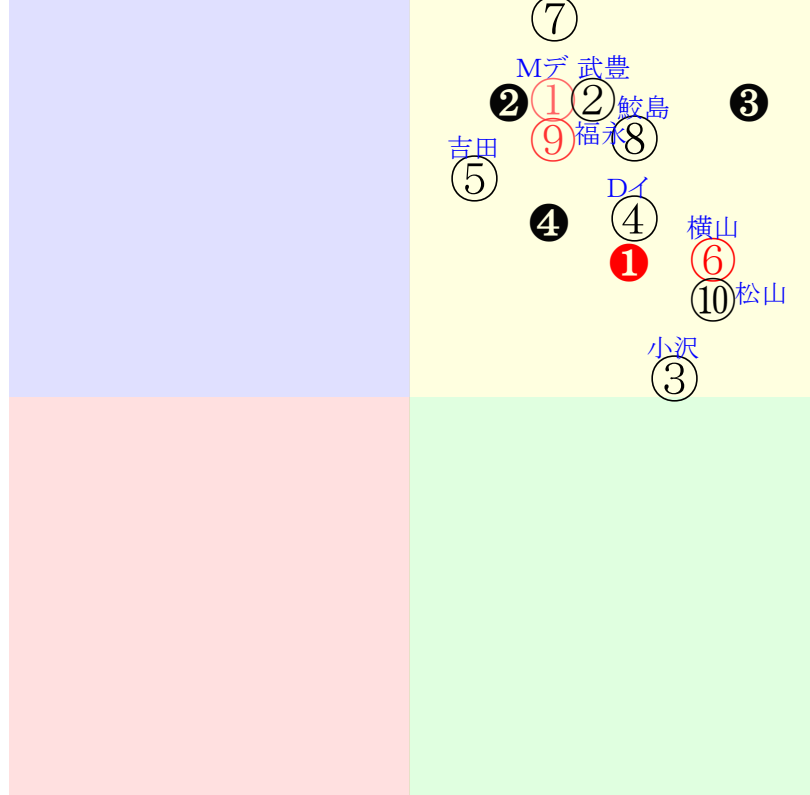 ⑦
Mデ 武豊
❷ ① ② 鮫島 ❸
⑨ 福永 ⑧
吉田
⑤
Dイ
❹ ④ 横山
❶ ⑥
⑩ 松山
小沢
③